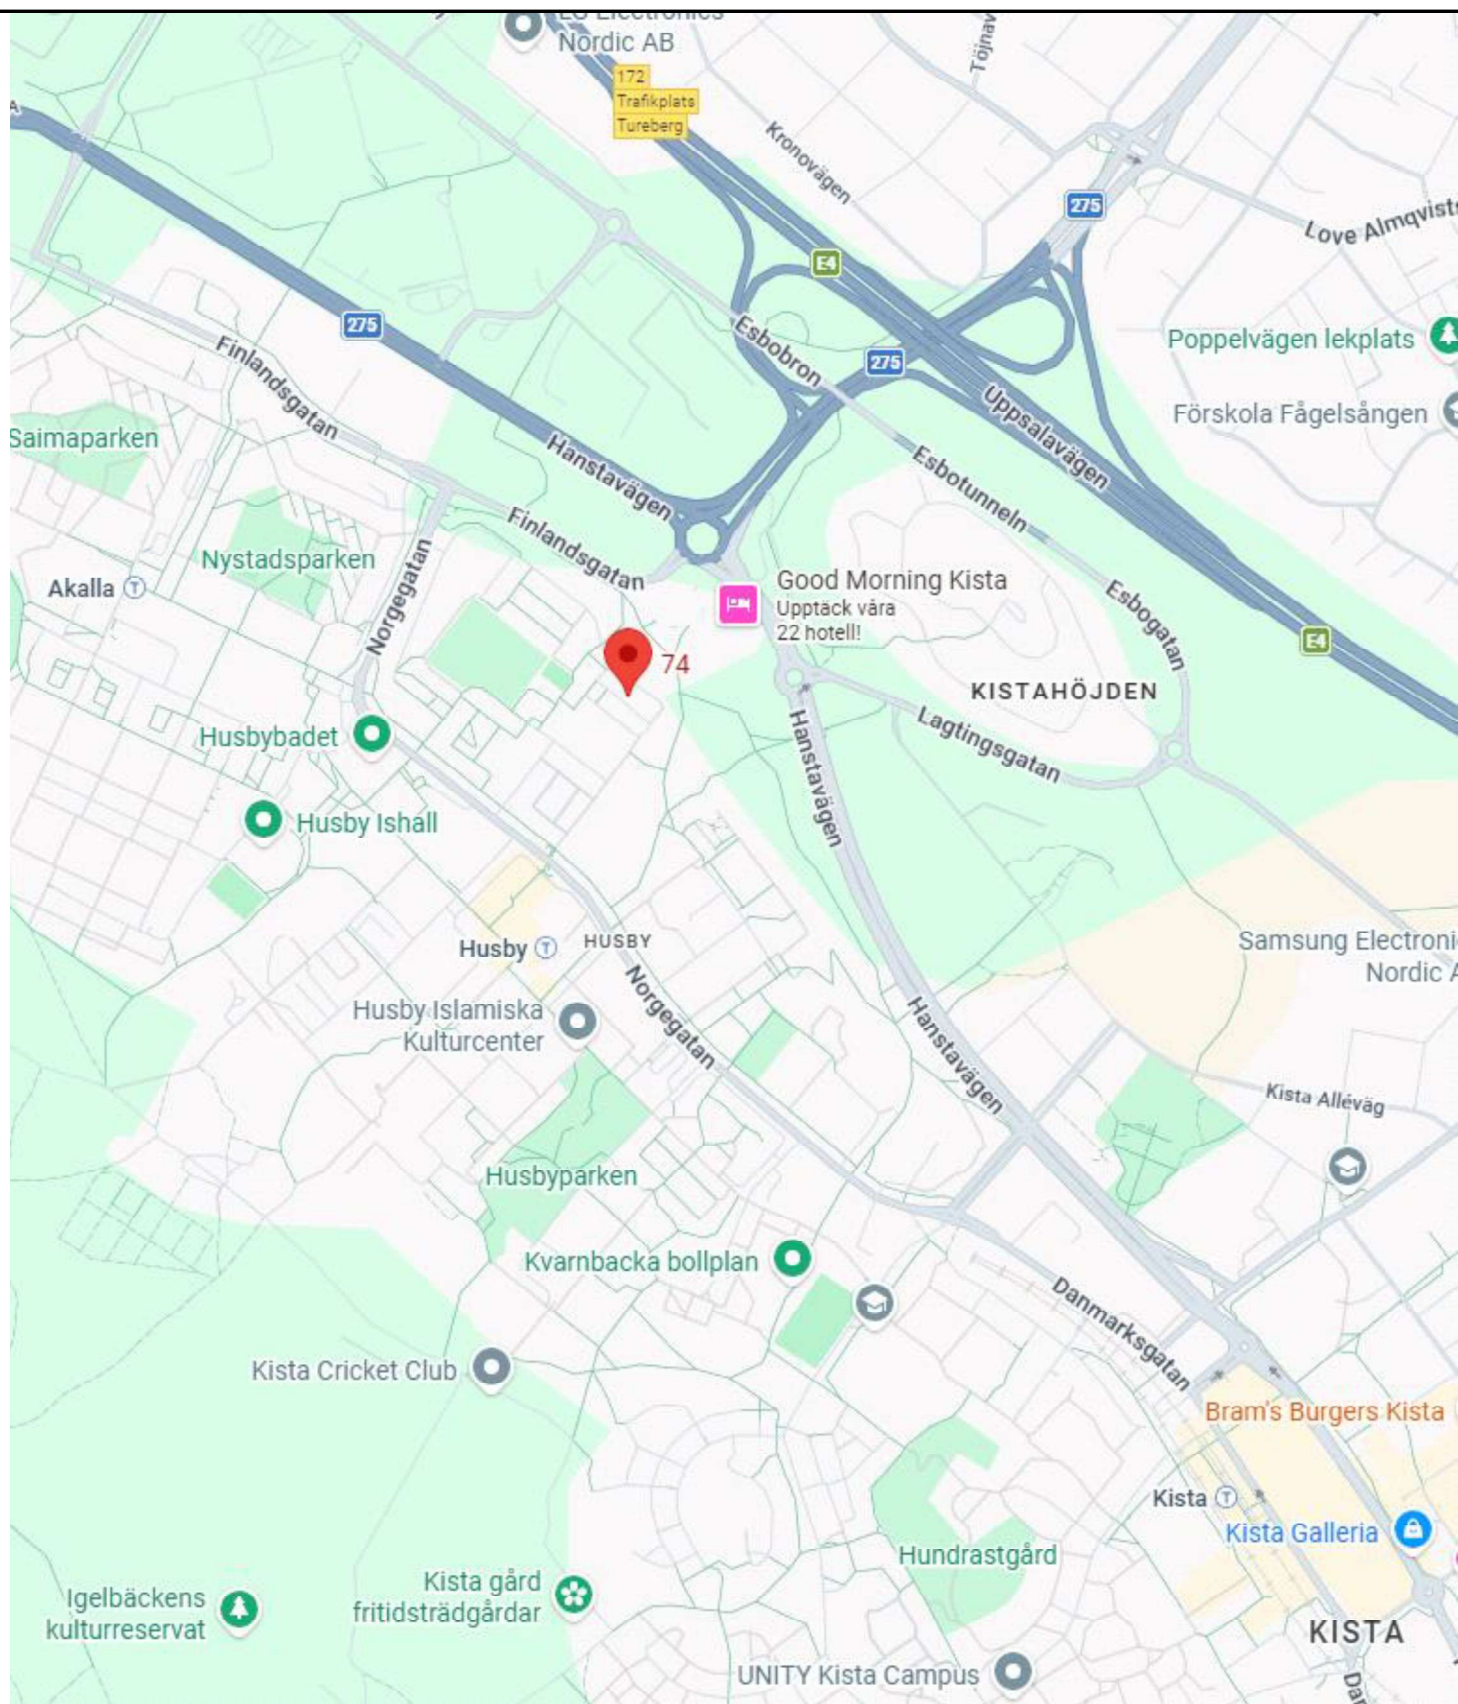 Nordic AB
172
Trafikplats
Tureberg
Töjnav
Kronovägen
275
Love Almqvists
E4
275
Esbobron
275
Poppelvägen lekplats
Finlandsgatan
Uppsalavägen
Förskola Fågelsången
Saimaparken
Hanstavägen
Esbotunneln
Finlandsgatan
Nystadsparken
Norgegatan
Akalla T
Good Morning Kista
Upptäck våra
22 hotell!
Esbogatan
E4
74
KISTAHÖJDEN
Husbybadet
Lagtingsgatan
Hanstavägen
Husby Ishall
Husby T
HUSBY
Samsung Electroni
Nordic A
Norgegatan
Husby Islamiska
Kulturcenter
Hanstavägen
Kista Alléväg
Husbyparken
Kvarnbacka bollplan
Danmarksgatan
Kista Cricket Club
Bram's Burgers Kista
Kista T
Kista Galleria
Hundrastgård
Kista gård
fritidsträdgårdar
Igelbäckens
kulturreservat
KISTA
UNITY Kista Campus
Dar